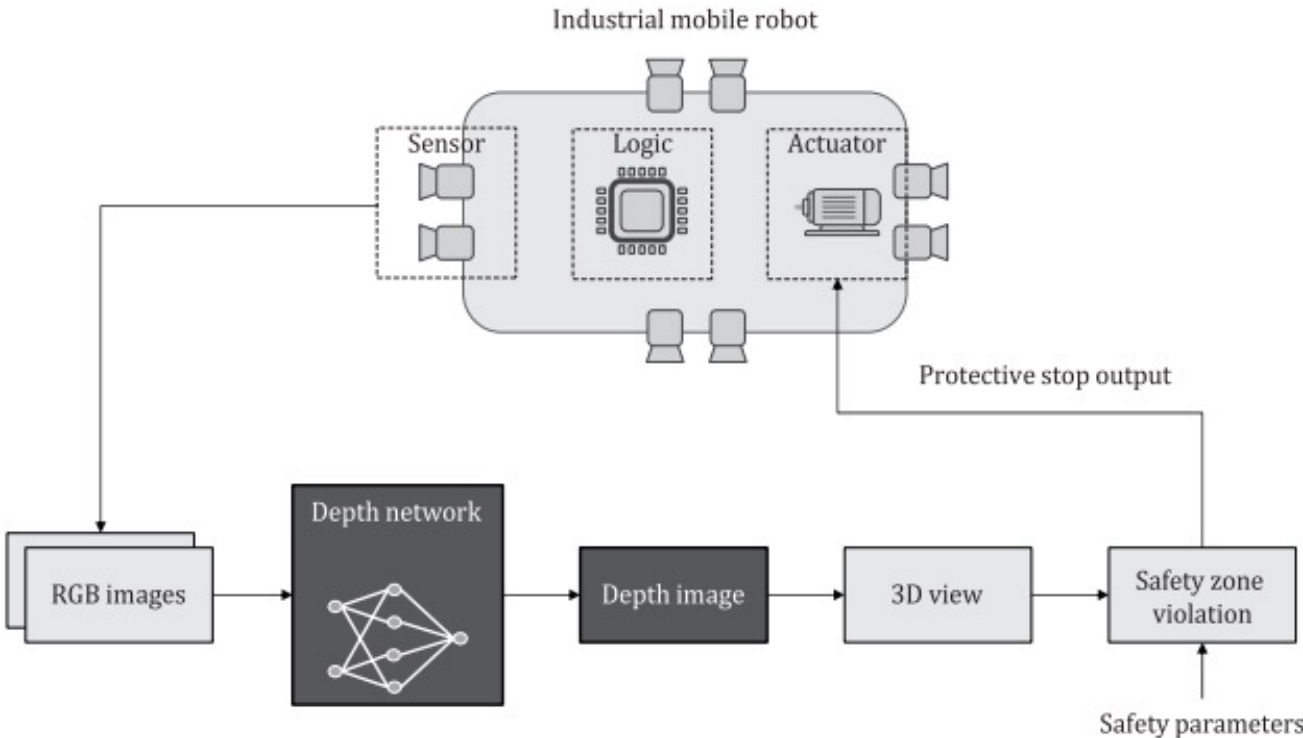 Industrial mobile robot
Sensor
Logic
Actuator
Protective stop output
Depth network
RGB images
Depth image
3D view
Safety zone
violation
Safety parameters